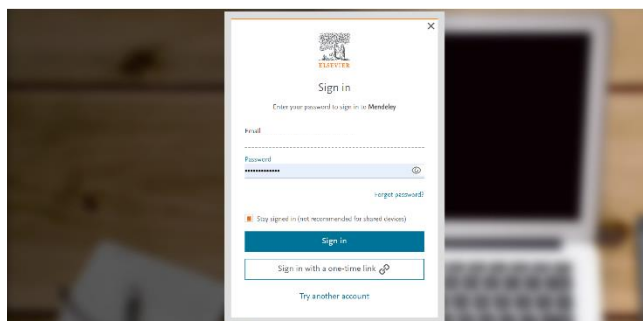 ELSEVIER
Sign in
Enter your password to sign in to Mendeley
Email
Password
•••••••••••••
Forgot password?
Stay signed in (not recommended for shared devices)
Sign in
Sign in with a one-time link
Try another account